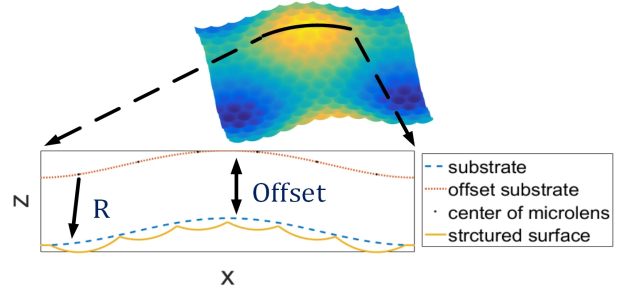 Z
R
Offset
X
substrate
offset substrate
center of microlens
strctured surface